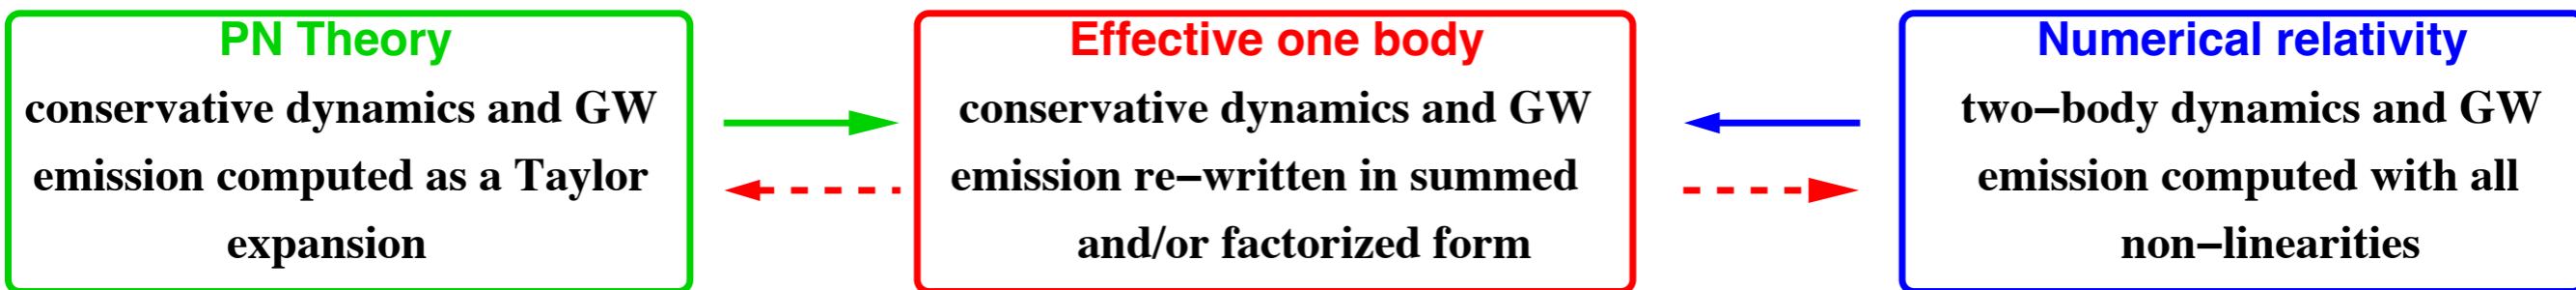 PN Theory
conservative dynamics and GW
emission computed as a Taylor
expansion
Effective one body
conservative dynamics and GW
emission re−written in summed
and/or factorized form
Numerical relativity
two−body dynamics and GW
emission computed with all
non−linearities